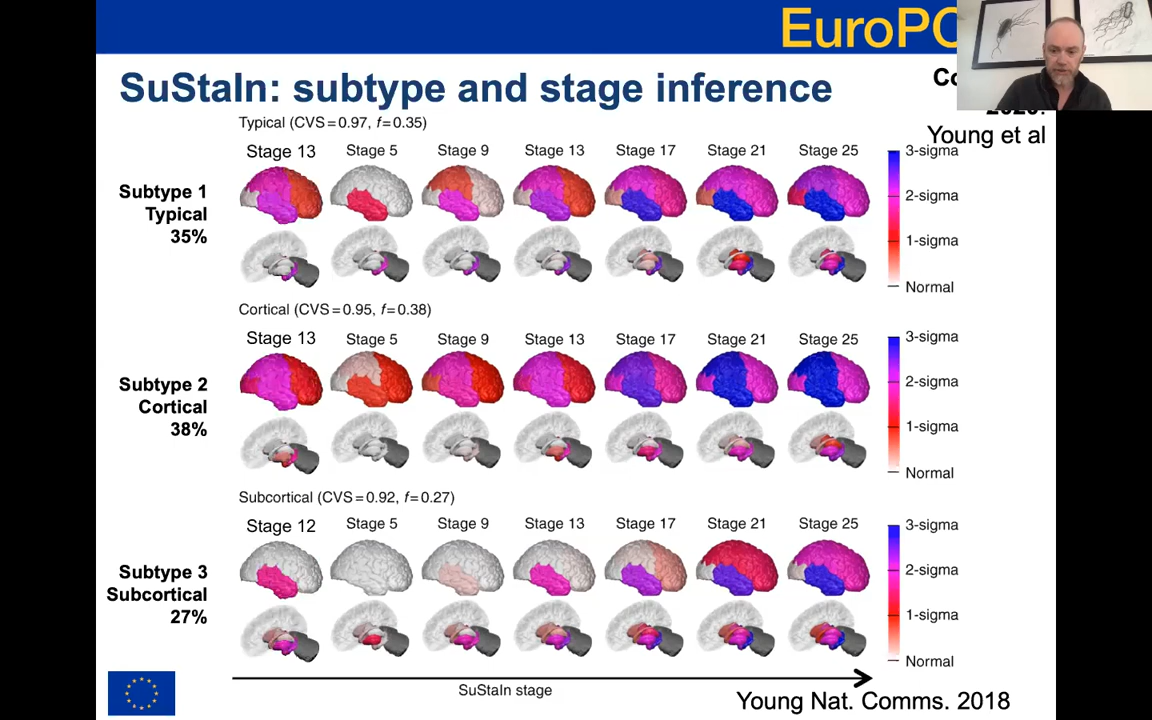 EuroPO
SuStaIn: subtype and stage inference
Co
2020.
Young et al
Typical (CVS=0.97, f=0.35)
Stage 13 Stage 5 Stage 9 Stage 13 Stage 17 Stage 21 Stage 25
Subtype 1
Typical
35%
3-sigma
2-sigma
1-sigma
Normal
Cortical (CVS=0.95, f=0.38)
Stage 13 Stage 5 Stage 9 Stage 13 Stage 17 Stage 21 Stage 25
Subtype 2
Cortical
38%
3-sigma
2-sigma
1-sigma
Normal
Subcortical (CVS=0.92, f=0.27)
Stage 12 Stage 5 Stage 9 Stage 13 Stage 17 Stage 21 Stage 25
Subtype 3
Subcortical
27%
3-sigma
2-sigma
1-sigma
Normal
SuStaIn stage
Young Nat. Comms. 2018